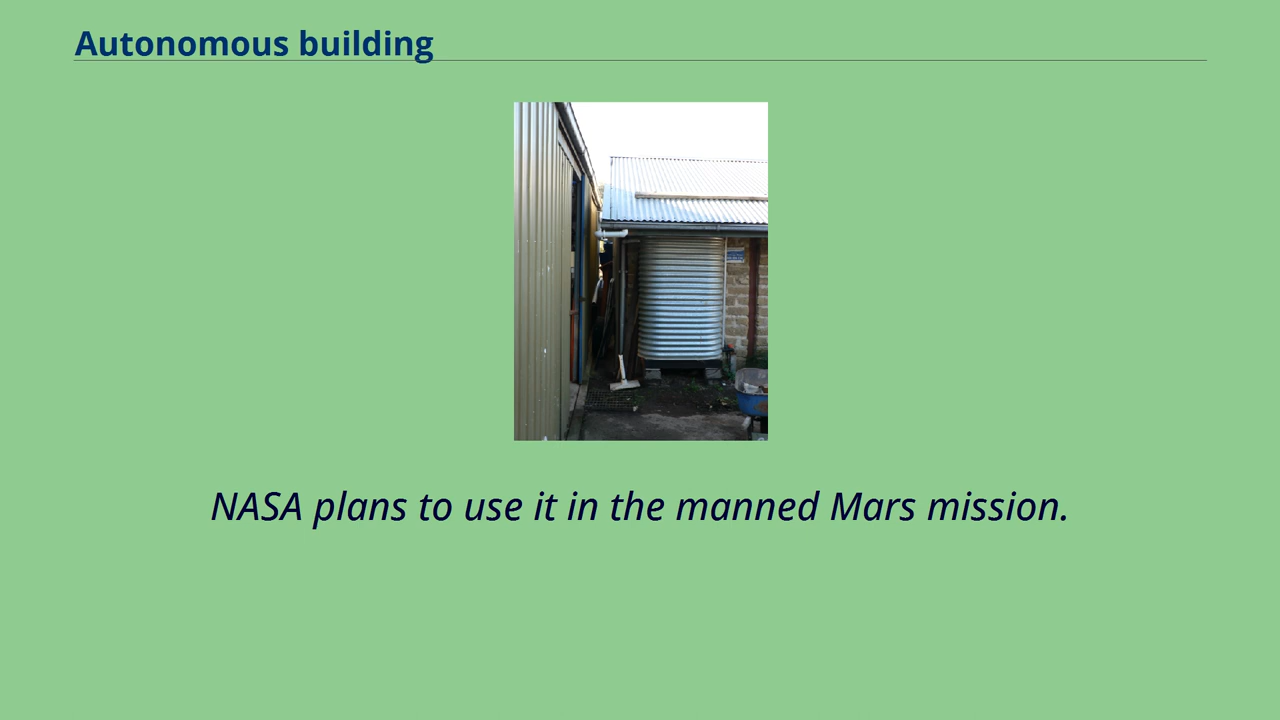 Autonomous building
NASA plans to use it in the manned Mars mission.